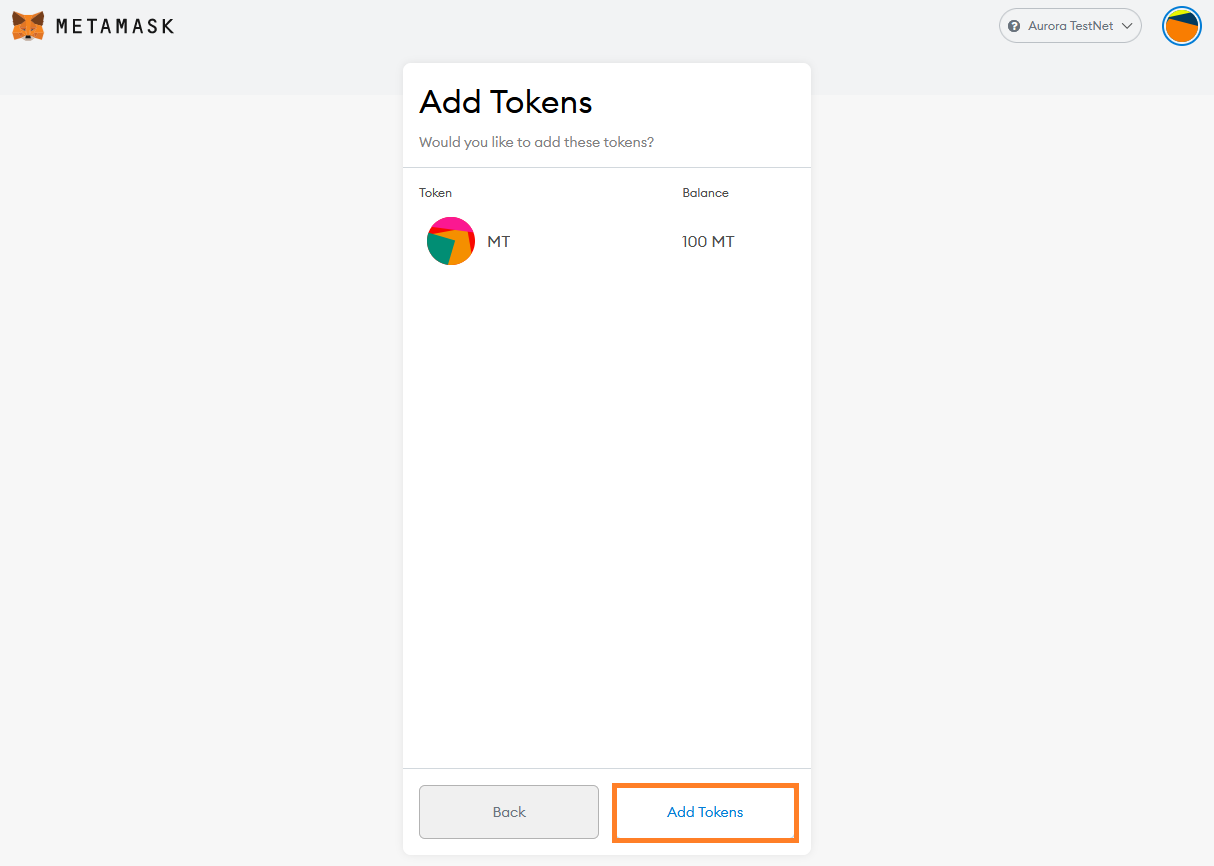 METAMASK
Aurora TestNet
Add Tokens
Would you like to add these tokens?
Token Balance
MT 100 MT
Back Add Tokens